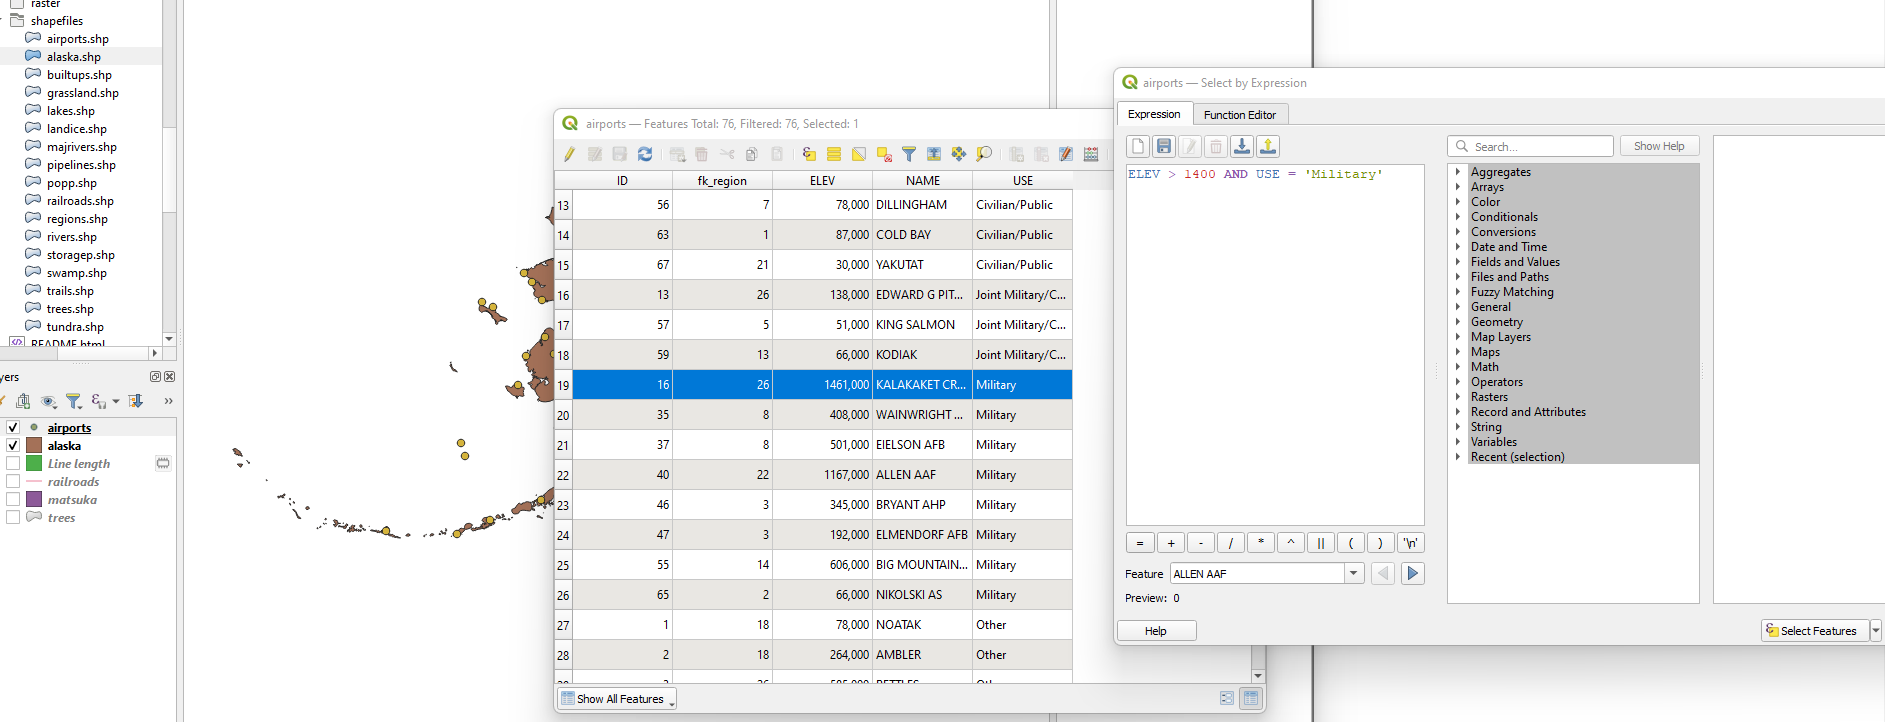 raster
shapefiles
airports.shp
alaska.shp
builtups.shp
grassland.shp
lakes.shp
landice.shp
majrivers.shp
pipelines.shp
popp.shp
railroads.shp
regions.shp
rivers.shp
storagep.shp
swamp.shp
trails.shp
trees.shp
tundra.shp
README.html
yers
airports
alaska
Line length
railroads
matsuka
trees
airports — Features Total: 76, Filtered: 76, Selected: 1
ID fk_region ELEV NAME USE
13 56 7 78,000 DILLINGHAM Civilian/Public
14 63 1 87,000 COLD BAY Civilian/Public
15 67 21 30,000 YAKUTAT Civilian/Public
16 13 26 138,000 EDWARD G PIT... Joint Military/C...
17 57 5 51,000 KING SALMON Joint Military/C...
18 59 13 66,000 KODIAK Joint Military/C...
19 16 26 1461,000 KALAKAKET CR... Military
20 35 8 408,000 WAINWRIGHT ... Military
21 37 8 501,000 EIELSON AFB Military
22 40 22 1167,000 ALLEN AAF Military
23 46 3 345,000 BRYANT AHP Military
24 47 3 192,000 ELMENDORF AFB Military
25 55 14 606,000 BIG MOUNTAIN... Military
26 65 2 66,000 NIKOLSKI AS Military
27 1 18 78,000 NOATAK Other
28 2 18 264,000 AMBLER Other
Show All Features
airports — Select by Expression
Expression Function Editor
ELEV > 1400 AND USE = 'Military'
= + - / * ^ || ( ) '\n'
Feature ALLEN AAF
Preview: 0
Help
Search... Show Help
Aggregates
Arrays
Color
Conditionals
Conversions
Date and Time
Fields and Values
Files and Paths
Fuzzy Matching
General
Geometry
Map Layers
Maps
Math
Operators
Rasters
Record and Attributes
String
Variables
Recent (selection)
Select Features